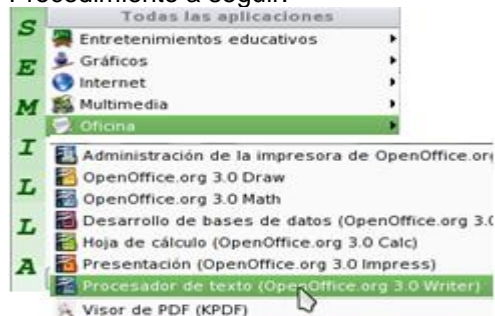 Procedimiento a seguir:
Todas las aplicaciones
Entretenimientos educativos
Gráficos
Internet
Multimedia
Oficina
Administración de la impresora de OpenOffice.org
OpenOffice.org 3.0 Draw
OpenOffice.org 3.0 Math
Desarrollo de bases de datos (OpenOffice.org 3.0
Hoja de cálculo (OpenOffice.org 3.0 Calc)
Presentación (OpenOffice.org 3.0 Impress)
Procesador de texto (OpenOffice.org 3.0 Writer)
Visor de PDF (KPDF)
SEMILLA